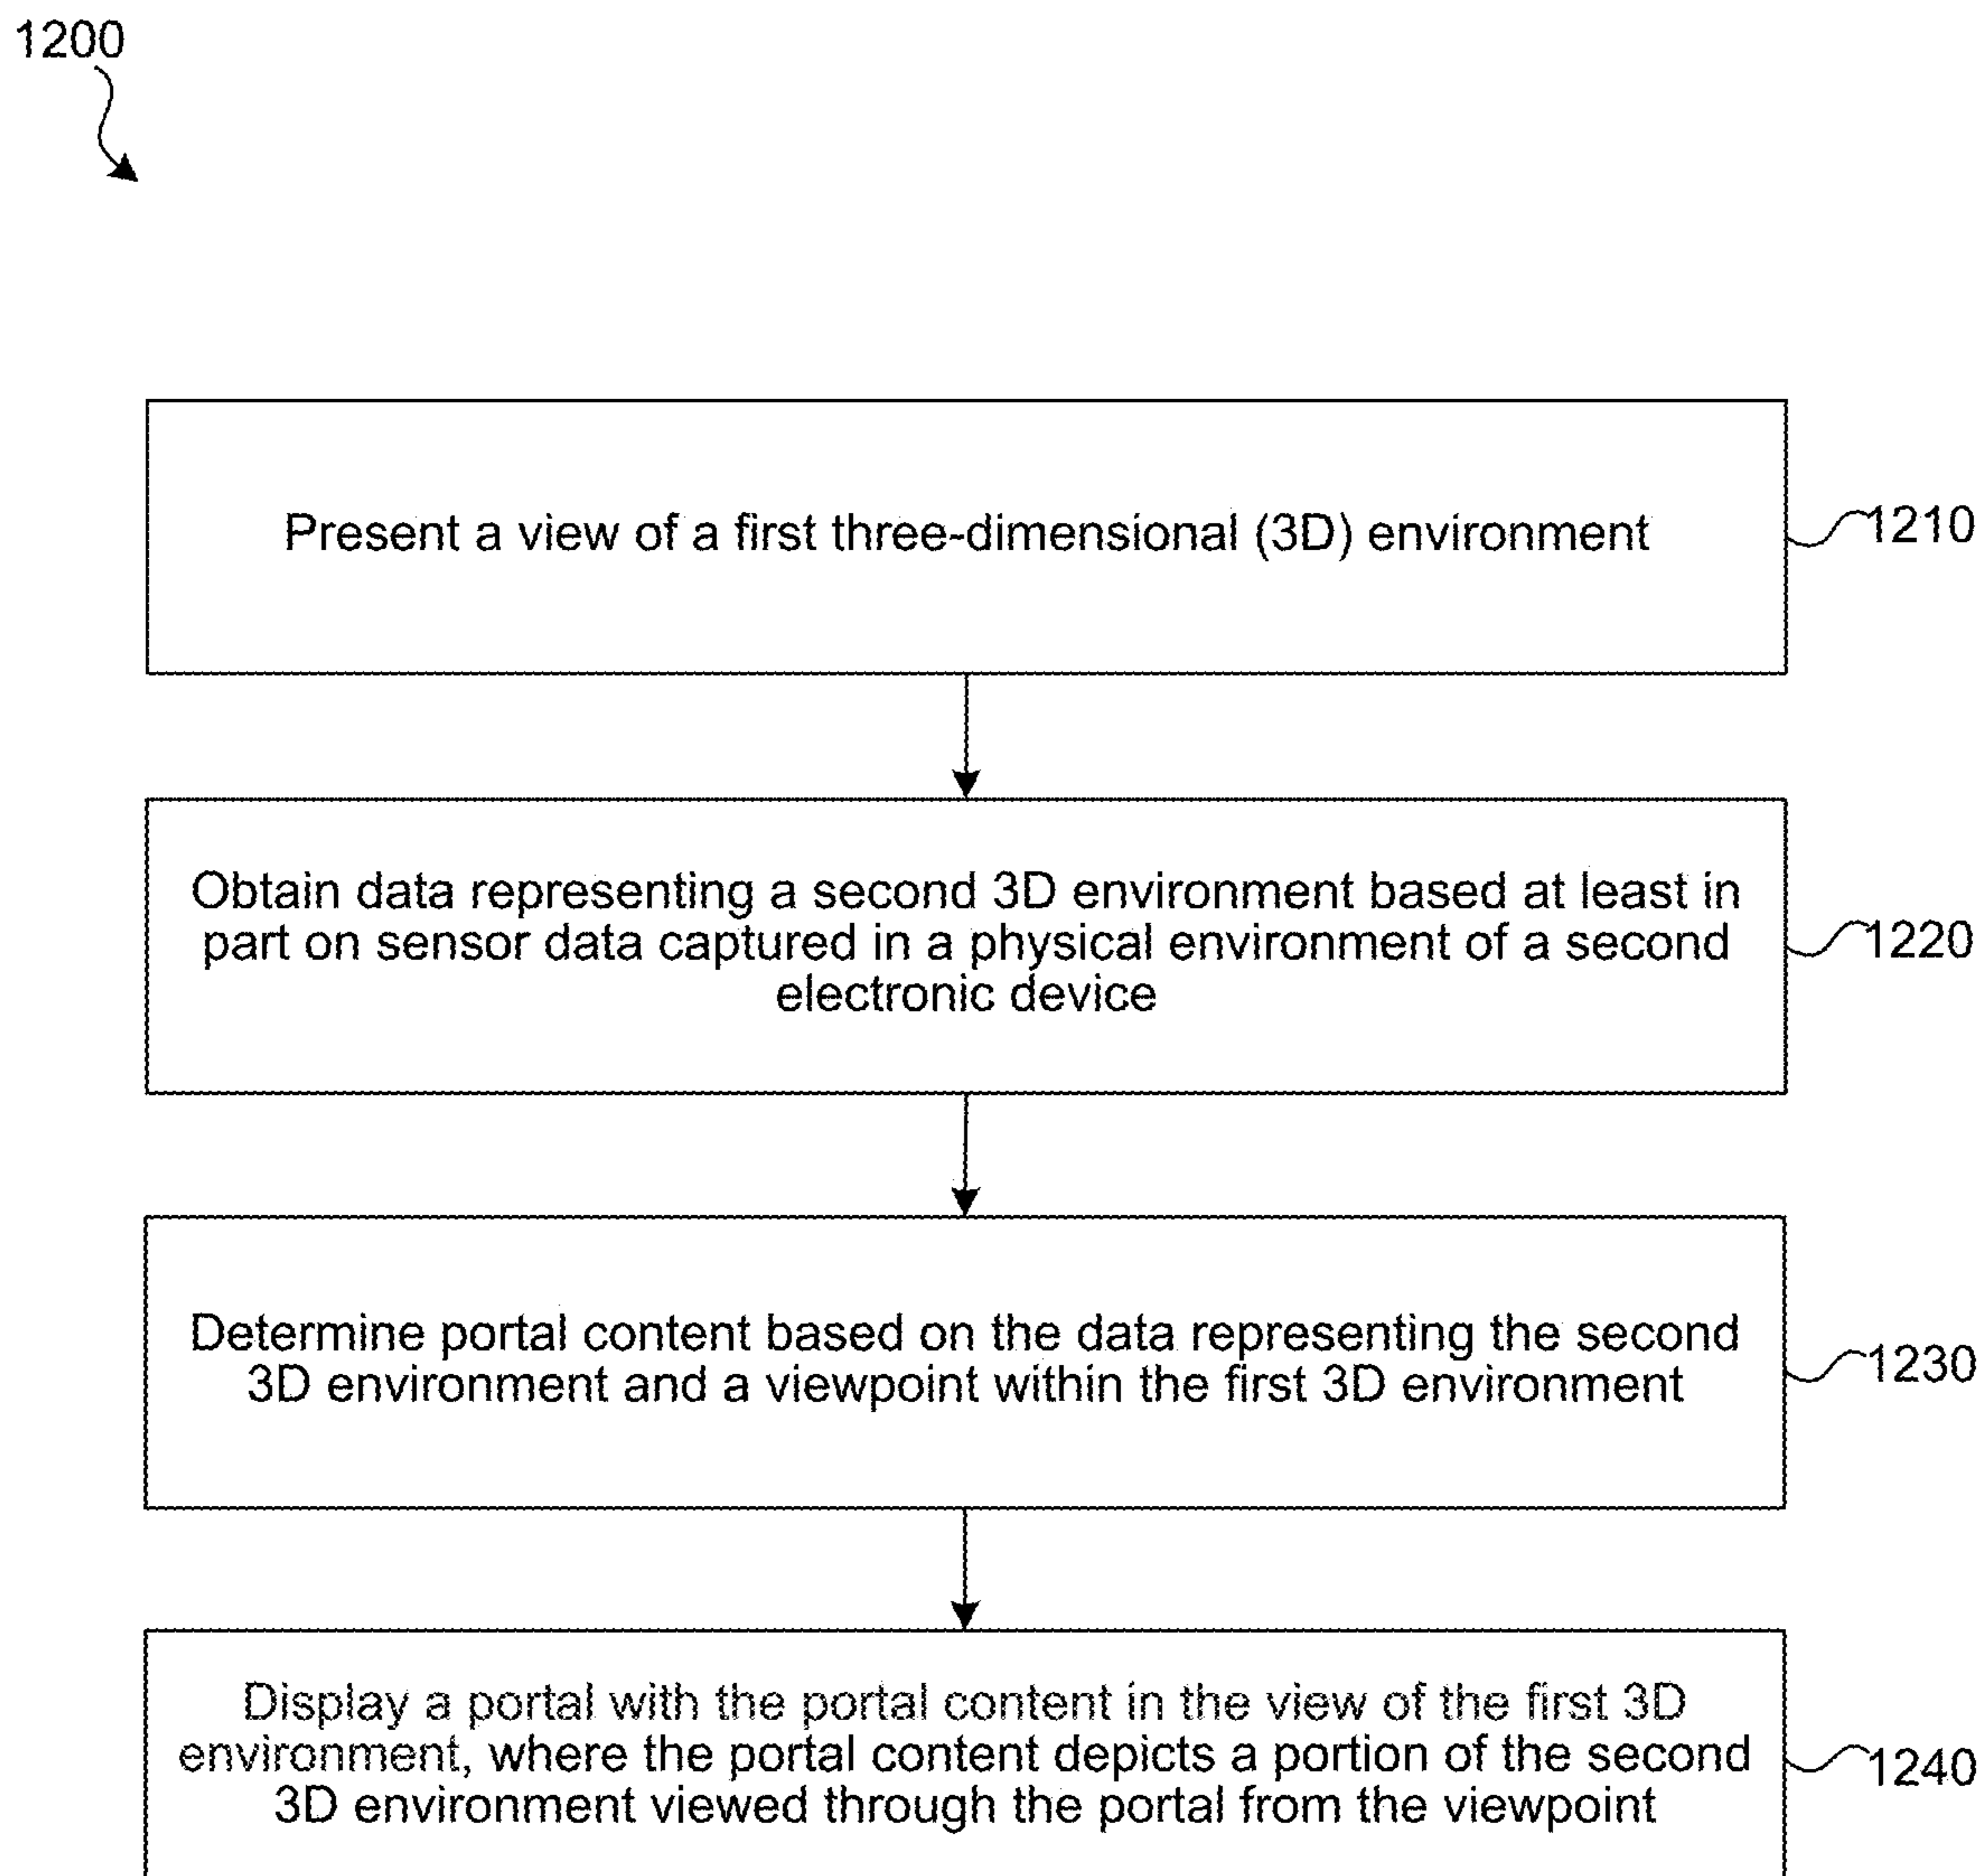 1200
Present a view of a first three-dimensional (3D) environment
1210
Obtain data representing a second 3D environment based at least in
part on sensor data captured in a physical environment of a second
electronic device
1220
Determine portal content based on the data representing the second
3D environment and a viewpoint within the first 3D environment
1230
Display a portal with the portal content in the view of the first 3D
environment, where the portal content depicts a portion of the second
3D environment viewed through the portal from the viewpoint
1240